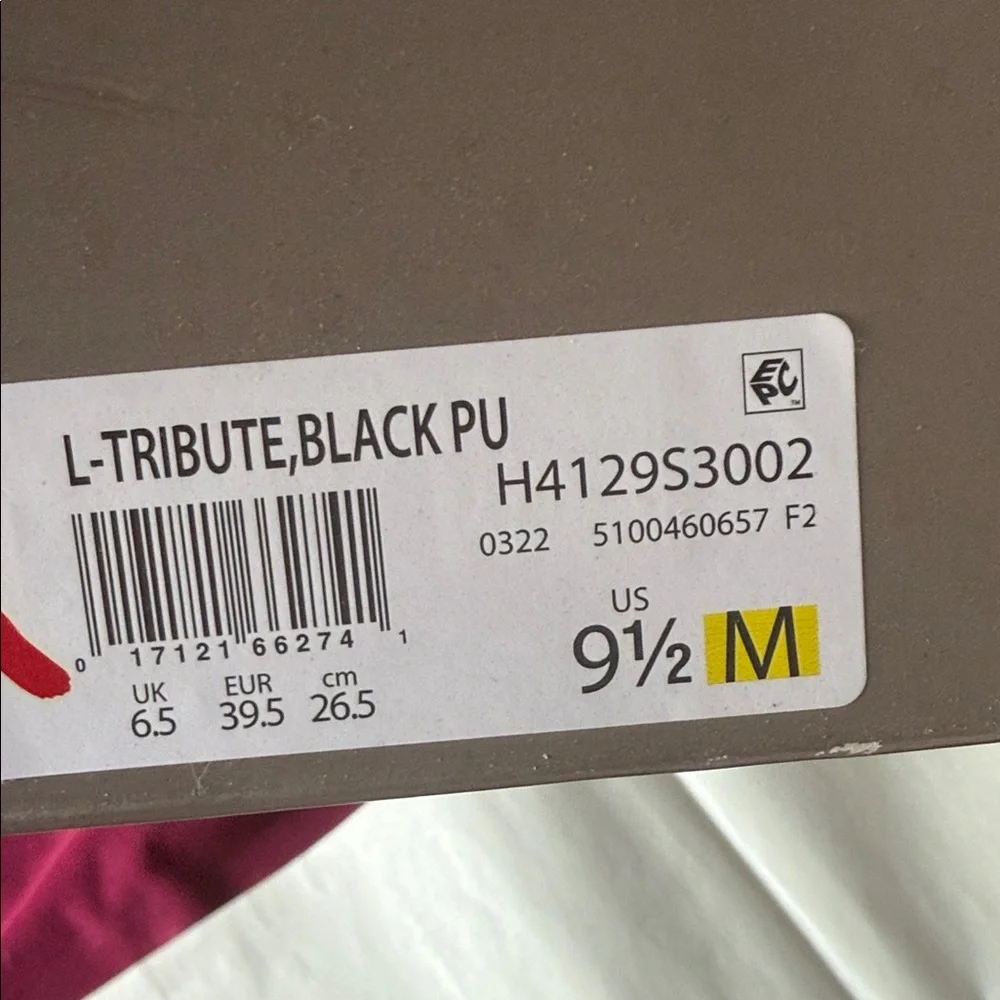 EPC™
L-TRIBUTE,BLACK PU
H4129S3002
0322 5100460657 F2
0 17121 66274 1
US
9½ M
UK EUR cm
6.5 39.5 26.5